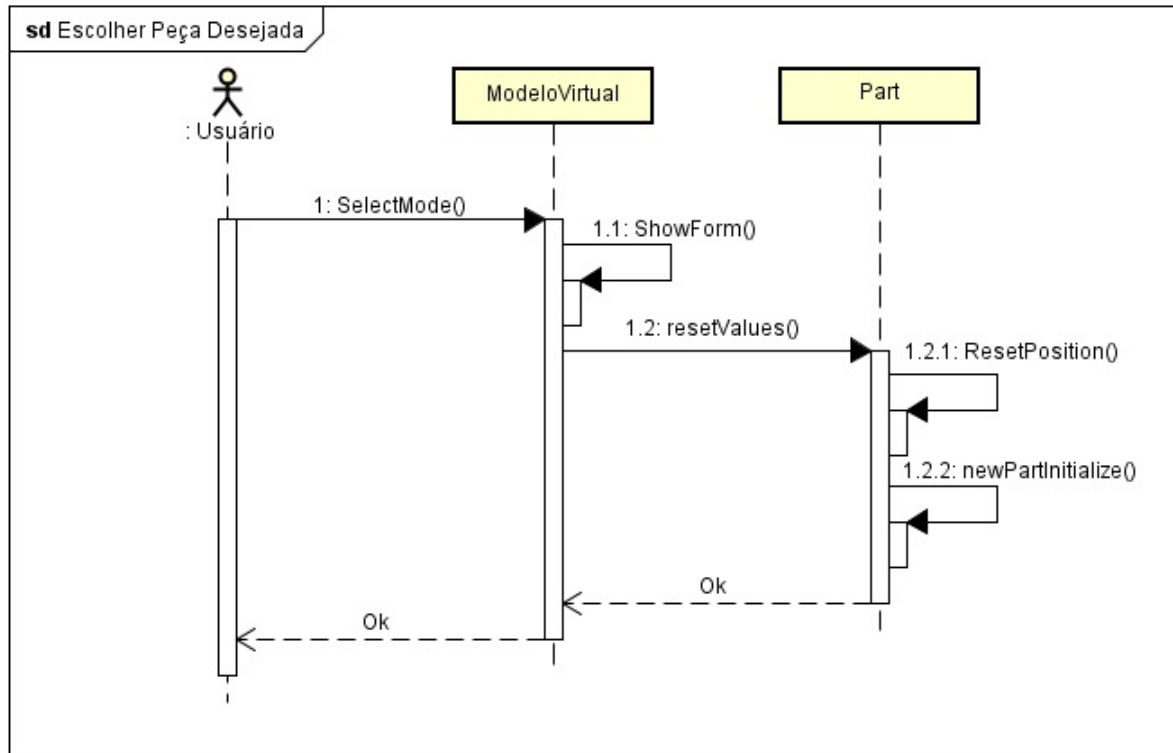 sd Escolher Peça Desejada
: Usuário
ModeloVirtual
Part
1: SelectMode()
1.1: ShowForm()
1.2: resetValues()
1.2.1: ResetPosition()
1.2.2: newPartInitialize()
Ok
Ok